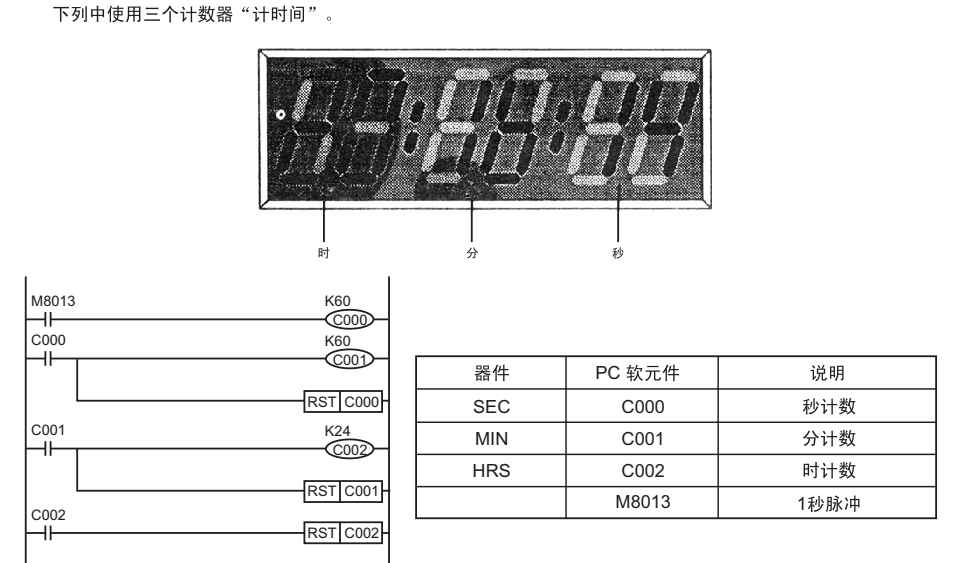 下列中使用三个计数器“计时间”。
时 分 秒
M8013 K60
C000
C000 K60
C001
RST C000
C001 K24
C002
RST C001
C002
RST C002
器件 PC 软元件 说明
SEC C000 秒计数
MIN C001 分计数
HRS C002 时计数
M8013 1秒脉冲